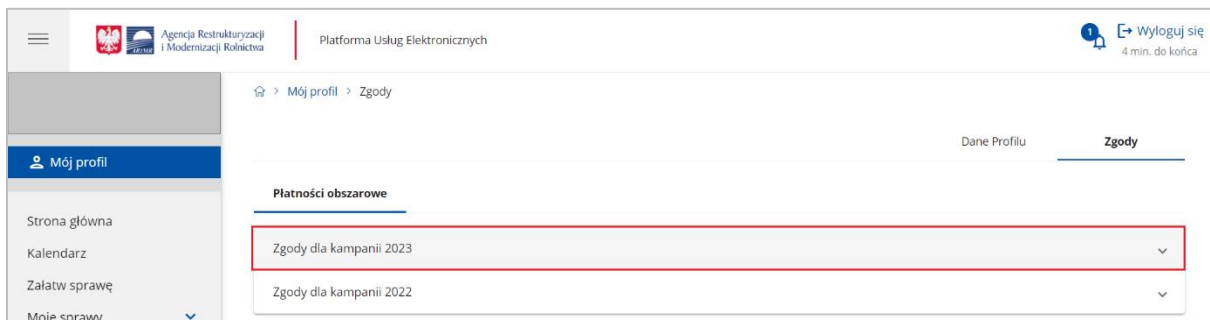 Agencja Restrukturyzacji
i Modernizacji Rolnictwa
Platforma Usług Elektronicznych
1
Wyloguj się
4 min. do końca
> Mój profil > Zgody
Dane Profilu
Zgody
Mój profil
Płatności obszarowe
Strona główna
Kalendarz
Załatw sprawę
Moje sprawy
Zgody dla kampanii 2023
Zgody dla kampanii 2022